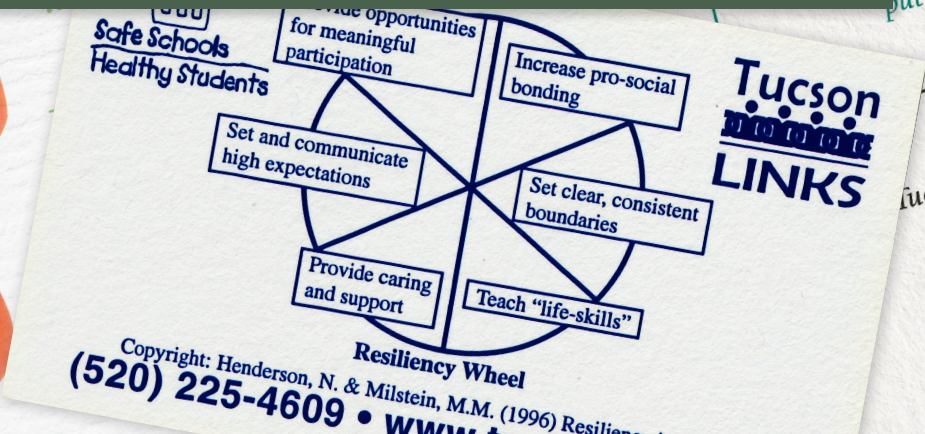 Safe Schools
Healthy Students
opportunities
for meaningful
participation
Increase pro-social
bonding
Tucson
LINKS
Set and communicate
high expectations
Set clear, consistent
boundaries
Provide caring
and support
Teach “life-skills”
Resiliency Wheel
Copyright: Henderson, N. & Milstein, M.M. (1996)
(520) 225-4609 •